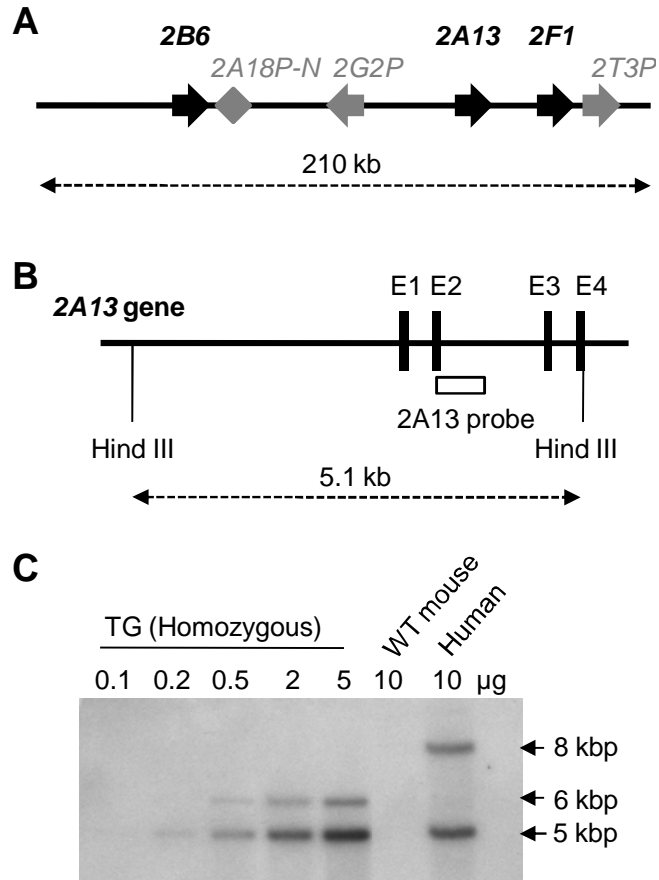 A
2B6 2A13 2F1
2A18P-N 2G2P 2T3P
210 kb
B
E1 E2 E3 E4
2A13 gene
2A13 probe
Hind III Hind III
5.1 kb
C
TG (Homozygous) WT mouse Human
0.1 0.2 0.5 2 5 10 10 μg
8 kbp
6 kbp
5 kbp